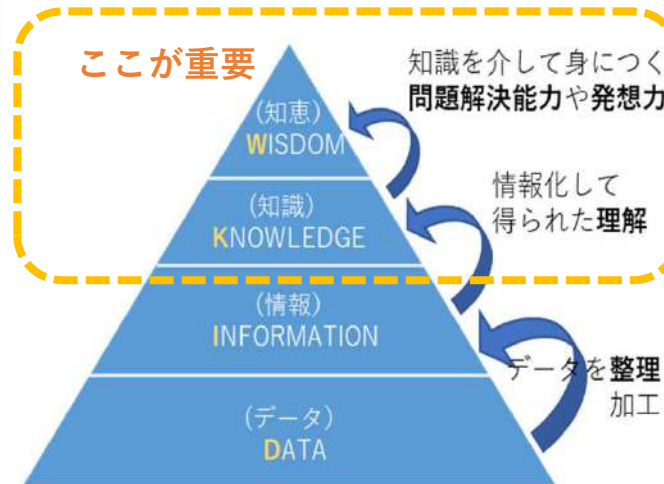 ここが重要
(知恵)
WISDOM
知識を介して身につく
問題解決能力や発想力
(知識)
KNOWLEDGE
情報化して
得られた理解
(情報)
INFORMATION
データを整理
加工
(データ)
DATA